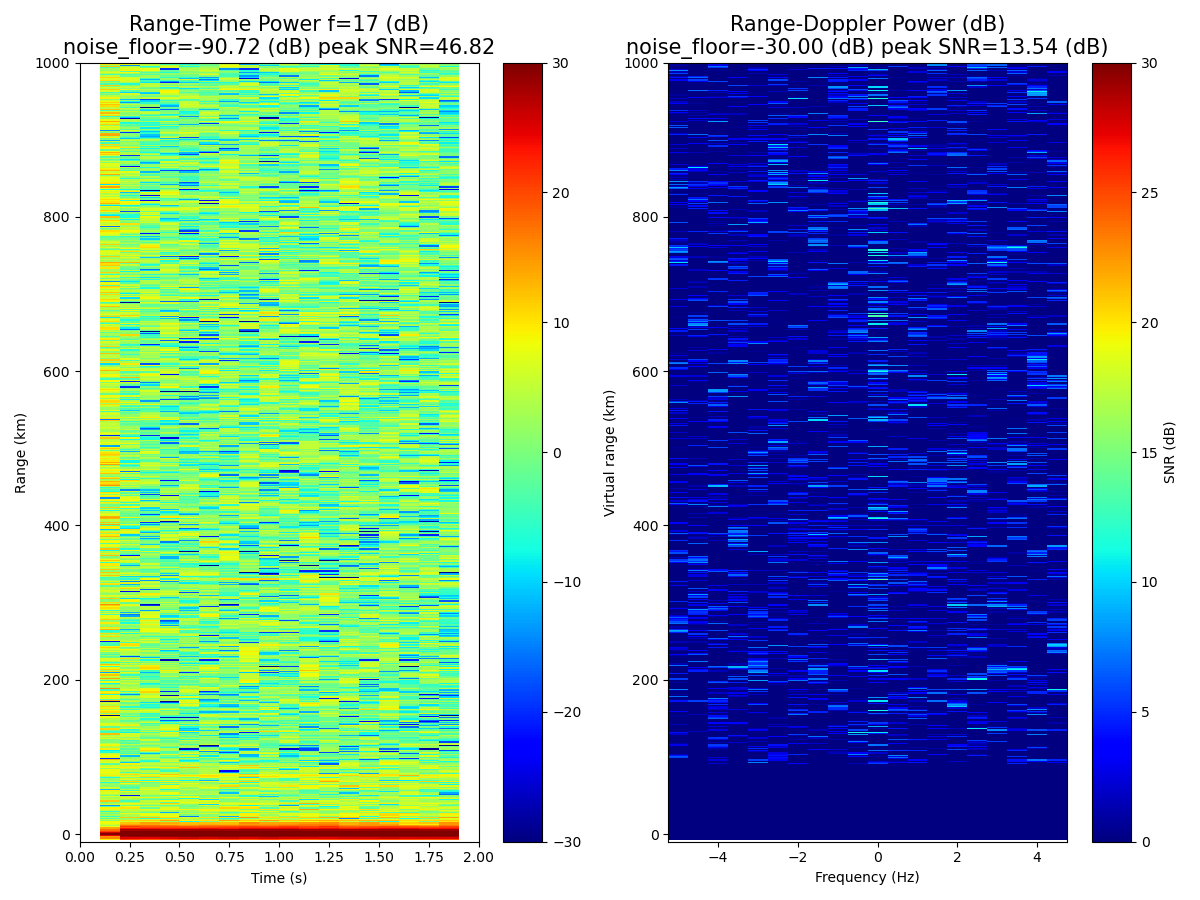 Range-Time Power f=17 (dB)
noise_floor=-90.72 (dB) peak SNR=46.82
Range (km)
1000
800
600
400
200
0
0.00 0.25 0.50 0.75 1.00 1.25 1.50 1.75 2.00
Time (s)
30
20
10
0
−10
−20
−30
Range-Doppler Power (dB)
noise_floor=-30.00 (dB) peak SNR=13.54 (dB)
Virtual range (km)
1000
800
600
400
200
0
−4 −2 0 2 4
Frequency (Hz)
30
25
20
15
10
5
0
SNR (dB)